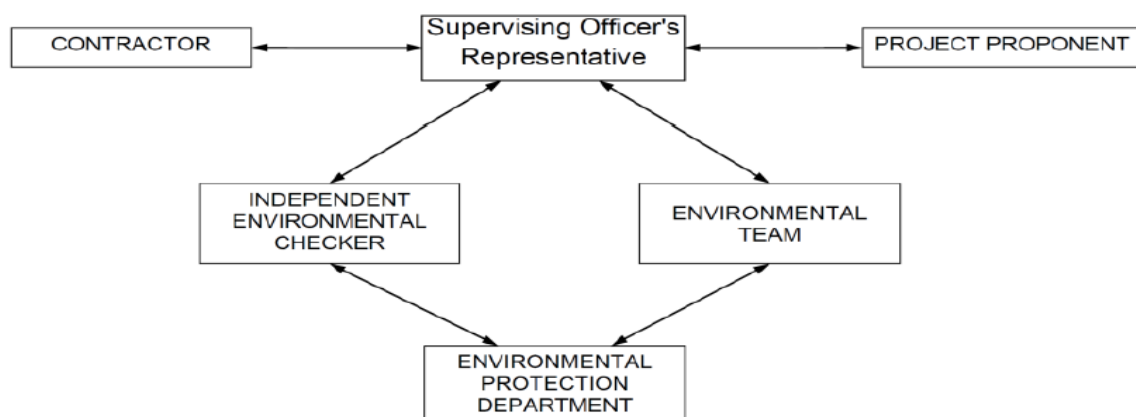 CONTRACTOR
Supervising Officer's
Representative
PROJECT PROPONENT
INDEPENDENT
ENVIRONMENTAL
CHECKER
ENVIRONMENTAL
TEAM
ENVIRONMENTAL
PROTECTION
DEPARTMENT